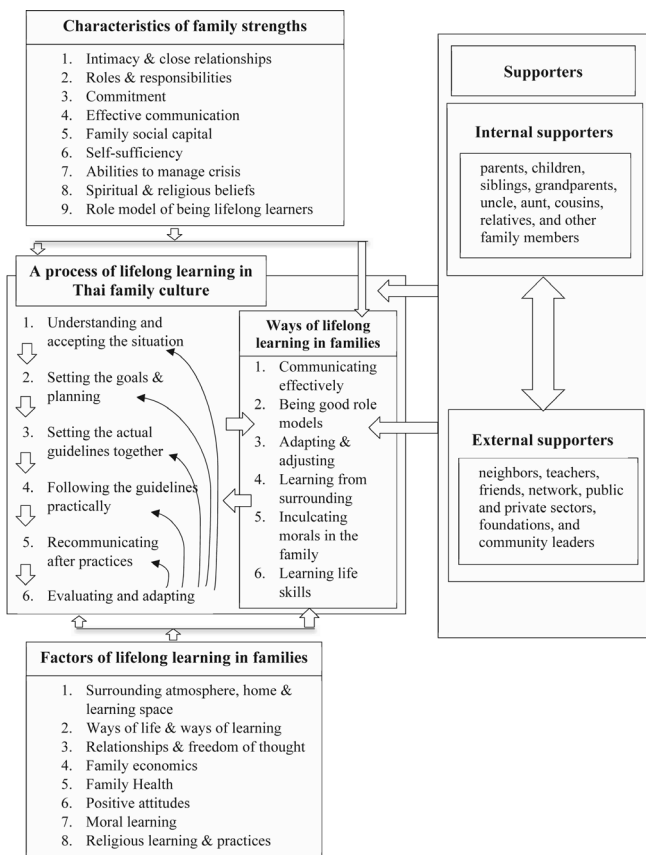 Characteristics of family strengths
1. Intimacy & close relationships
2. Roles & responsibilities
3. Commitment
4. Effective communication
5. Family social capital
6. Self-sufficiency
7. Abilities to manage crisis
8. Spiritual & religious beliefs
9. Role model of being lifelong learners
A process of lifelong learning in
Thai family culture
1. Understanding and
accepting the situation
2. Setting the goals &
planning
3. Setting the actual
guidelines together
4. Following the guidelines
practically
5. Recommunicating
after practices
6. Evaluating and adapting
Ways of lifelong
learning in families
1. Communicating
effectively
2. Being good role
models
3. Adapting &
adjusting
4. Learning from
surrounding
5. Inculcating
morals in the
family
6. Learning life
skills
Supporters
Internal supporters
parents, children,
siblings, grandparents,
uncle, aunt, cousins,
relatives, and other
family members
External supporters
neighbors, teachers,
friends, network, public
and private sectors,
foundations, and
community leaders
Factors of lifelong learning in families
1. Surrounding atmosphere, home &
learning space
2. Ways of life & ways of learning
3. Relationships & freedom of thought
4. Family economics
5. Family Health
6. Positive attitudes
7. Moral learning
8. Religious learning & practices